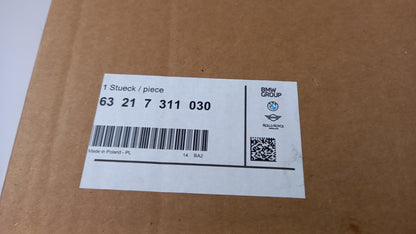 1 Stueck / piece
63 21 7 311 030
BMW
GROUP
ROLLS-ROYCE
Made in Poland - PL
14 BA2